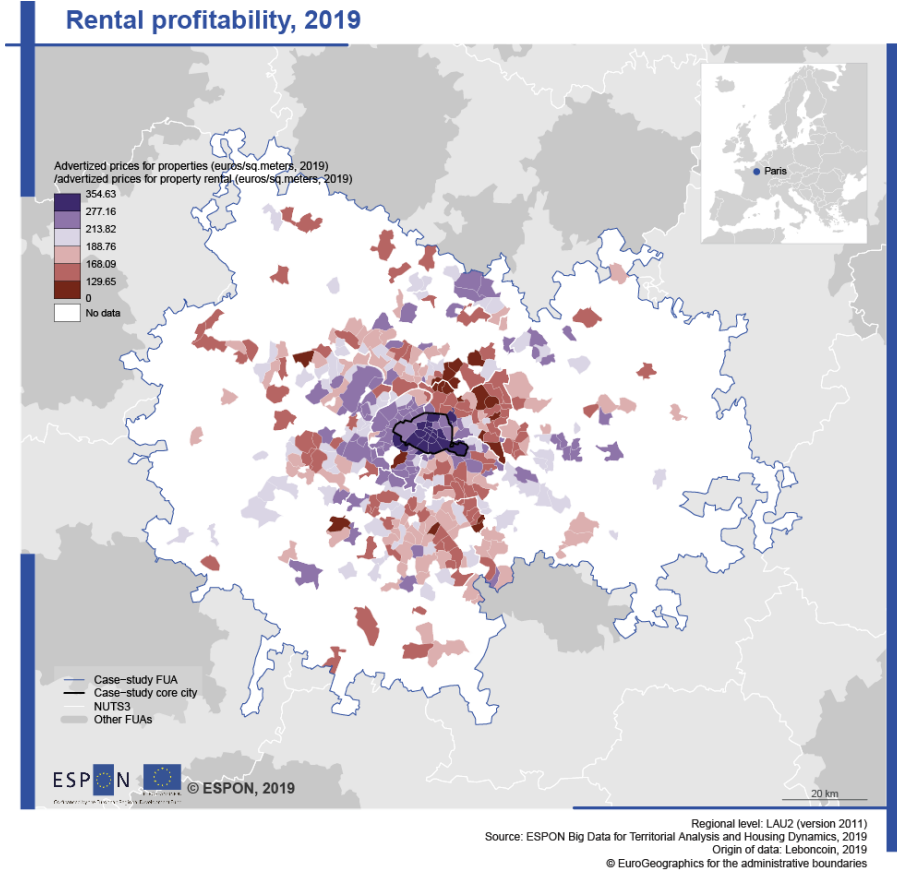 Rental profitability, 2019
Advertized prices for properties (euros/sq.meters, 2019)
/advertized prices for property rental (euros/sq.meters, 2019)
354.63
277.16
213.82
188.76
168.09
129.65
0
No data
Paris
Case-study FUA
Case-study core city
NUTS3
Other FUAs
ESPON
© ESPON, 2019
20 km
Regional level: LAU2 (version 2011)
Source: ESPON Big Data for Territorial Analysis and Housing Dynamics, 2019
Origin of data: Leboncoin, 2019
© EuroGeographics for the administrative boundaries